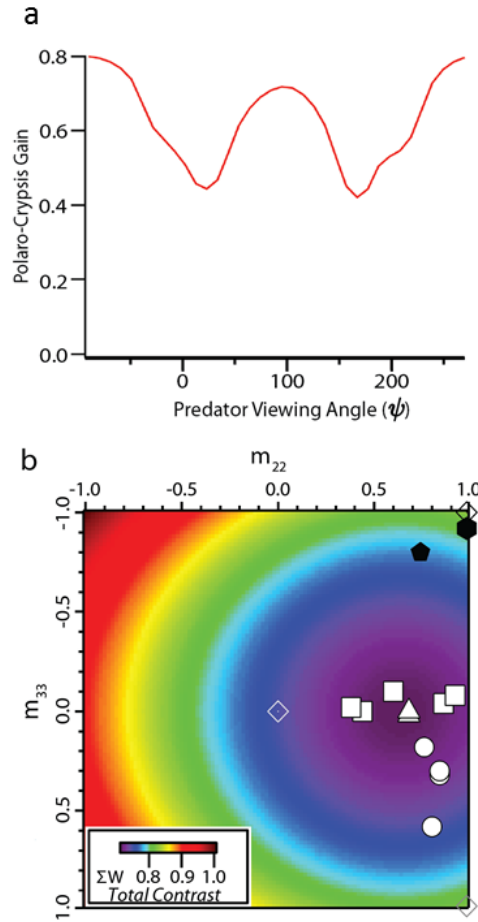 a
0.8
0.6
0.4
0.2
0.0
Polaro-Crypsis Gain
0 100 200
Predator Viewing Angle (ψ)
b
m22
-1.0 -0.5 0.0 0.5 1.0
-1.0
-0.5
0.0
0.5
1.0
m33
ΣW 0.8 0.9 1.0
Total Contrast